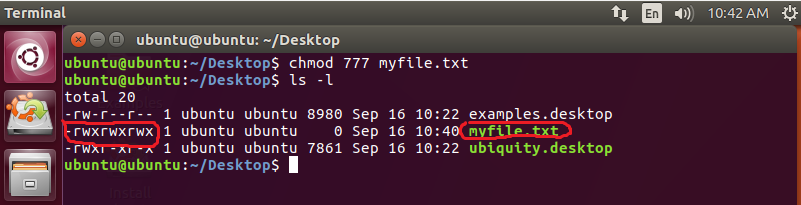 Terminal En 10:42 AM
ubuntu@ubuntu: ~/Desktop
ubuntu@ubuntu:~/Desktop$ chmod 777 myfile.txt
ubuntu@ubuntu:~/Desktop$ ls -l
total 20
-rw-r--r-- 1 ubuntu ubuntu 8980 Sep 16 10:22 examples.desktop
-rwxrwxrwx 1 ubuntu ubuntu    0 Sep 16 10:40 myfile.txt
-rwxr-xr-x 1 ubuntu ubuntu 7861 Sep 16 10:22 ubiquity.desktop
ubuntu@ubuntu:~/Desktop$
Install